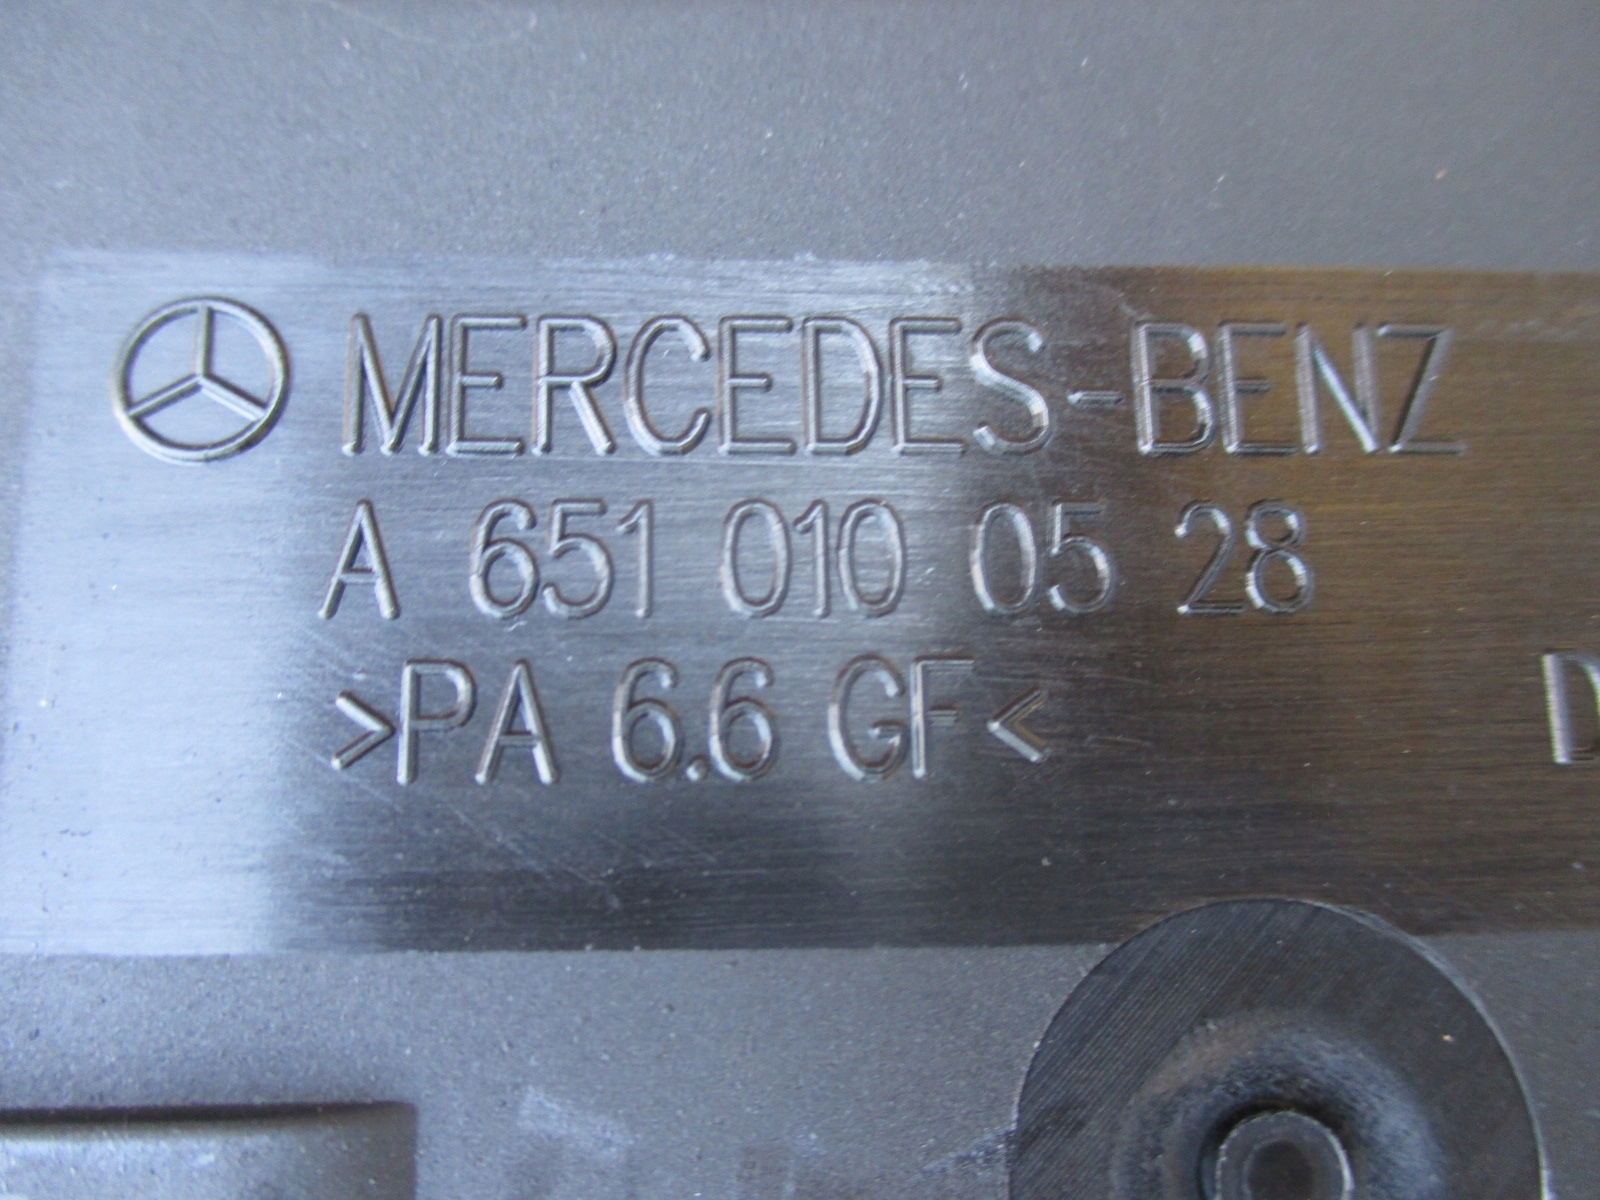 MERCEDES-BENZ
A 651 010 05 28
>PA 6.6 GF<
D